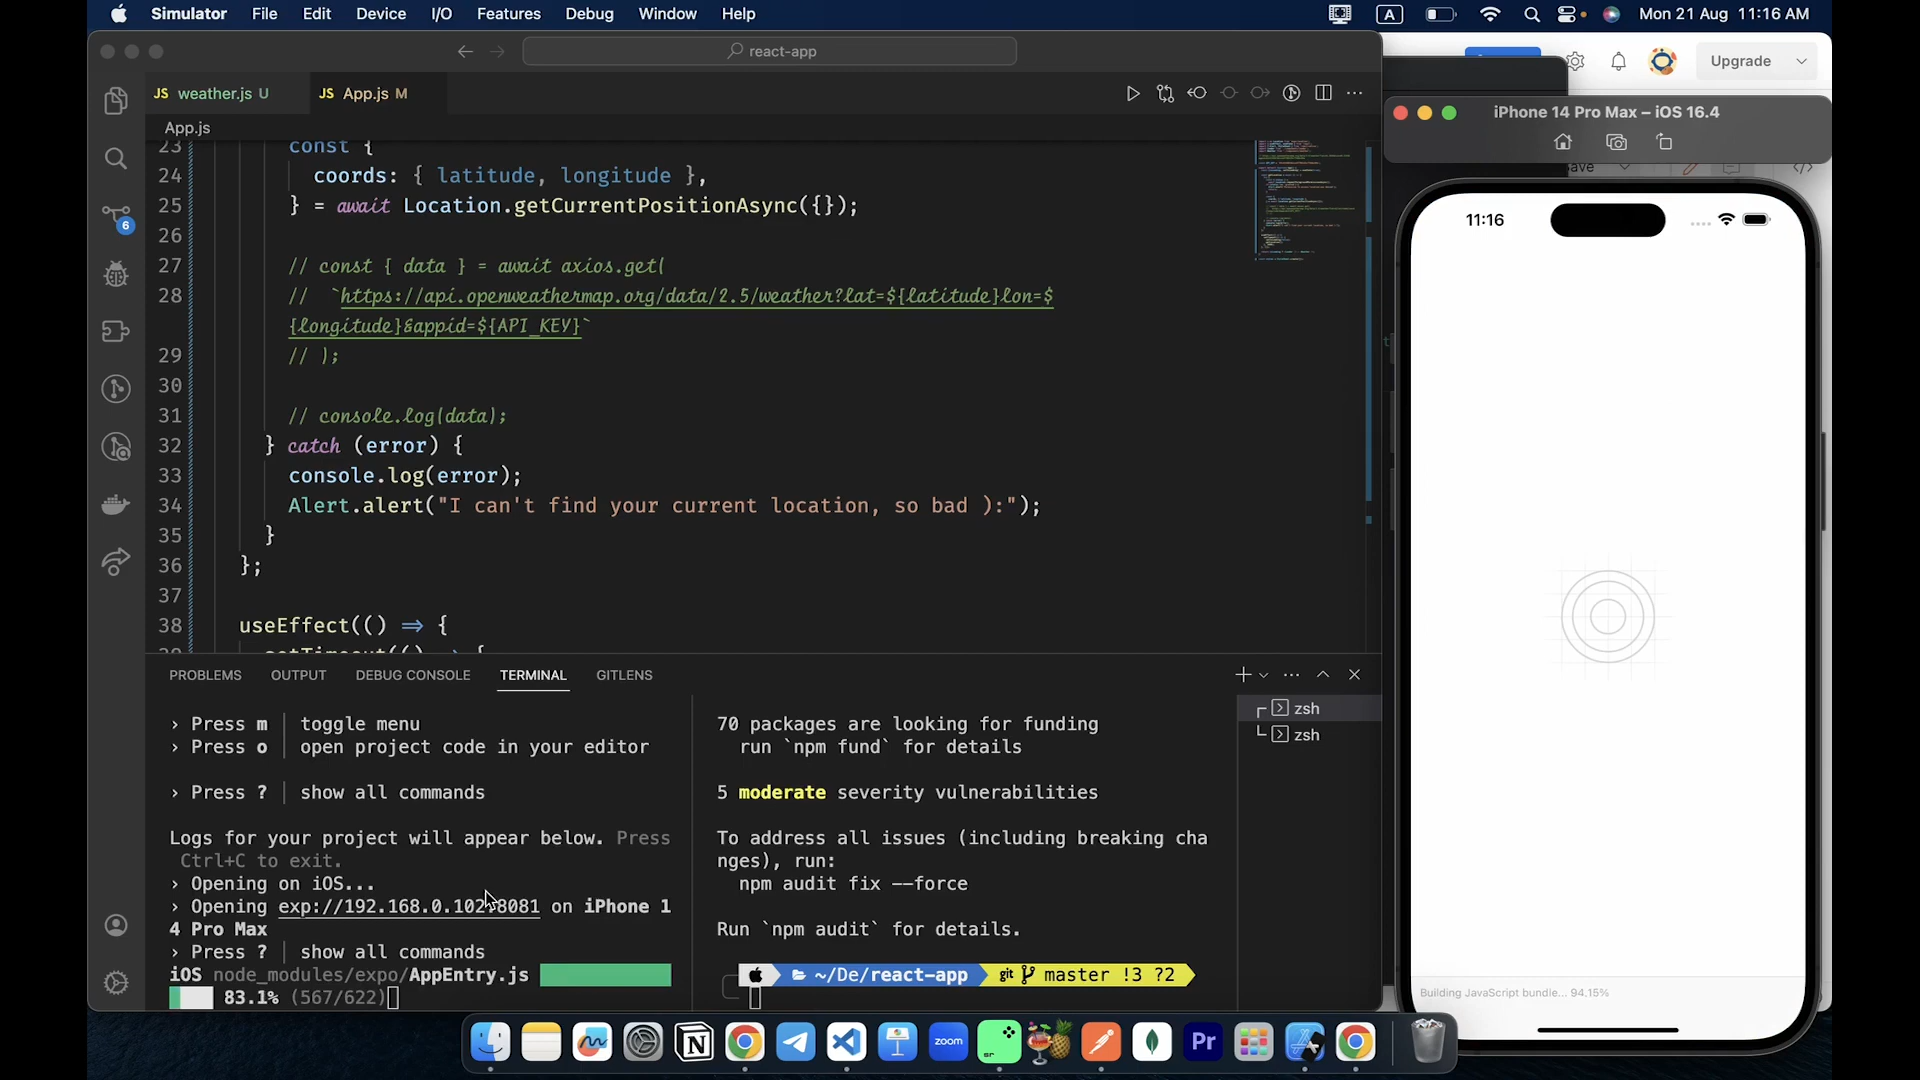 Simulator File Edit Device I/O Features Debug Window Help
A
Mon 21 Aug 11:16 AM
react-app
Upgrade
JS weather.js U
JS App.js M
App.js
iPhone 14 Pro Max – iOS 16.4
11:16
6
23 const {
24 coords: { latitude, longitude },
25 } = await Location.getCurrentPositionAsync({});
26
27 // const { data } = await axios.get(
28 // `https://api.openweathermap.org/data/2.5/weather?lat=${latitude}lon=$
{longitude}&appid=${API_KEY}`
29 // );
30
31 // console.log(data);
32 } catch (error) {
33 console.log(error);
34 Alert.alert("I can't find your current location, so bad ):");
35 }
36 };
37
38 useEffect(() => {
setTimeout(() => {
PROBLEMS OUTPUT DEBUG CONSOLE TERMINAL GITLENS
› Press m │ toggle menu
› Press o │ open project code in your editor
› Press ? │ show all commands
Logs for your project will appear below. Press
Ctrl+C to exit.
› Opening on iOS...
› Opening exp://192.168.0.102:8081 on iPhone 1
4 Pro Max
› Press ? │ show all commands
iOS node_modules/expo/AppEntry.js
83.1% (567/622)
70 packages are looking for funding
run `npm fund` for details
5 moderate severity vulnerabilities
To address all issues (including breaking cha
nges), run:
npm audit fix --force
Run `npm audit` for details.
~/De/react-app git master !3 ?2
zsh
zsh
Building JavaScript bundle... 94.15%
zoom
sr
Pr